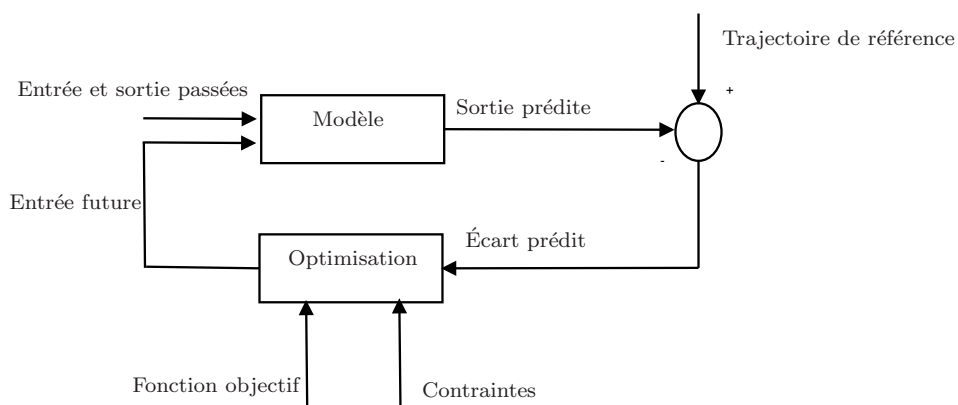 Trajectoire de référence
+
Entrée et sortie passées
Modèle
Sortie prédite
-
Entrée future
Écart prédit
Optimisation
Fonction objectif
Contraintes